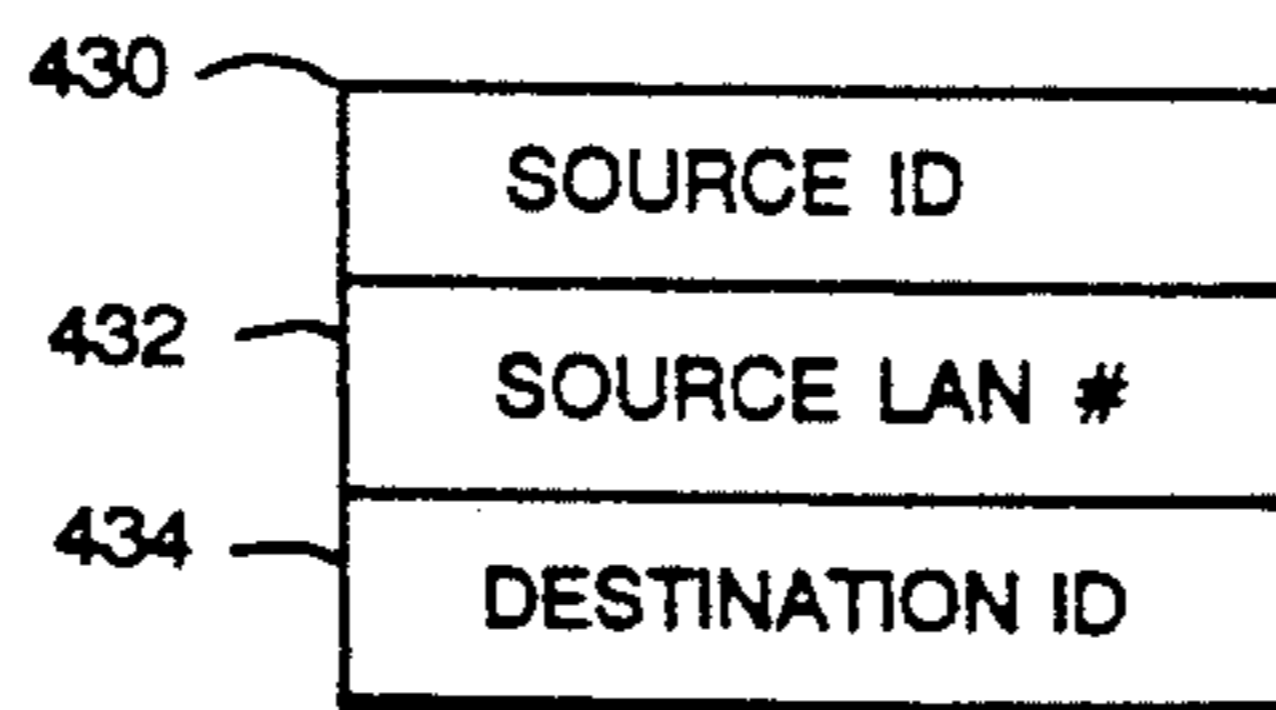 430
SOURCE ID
432
SOURCE LAN #
434
DESTINATION ID